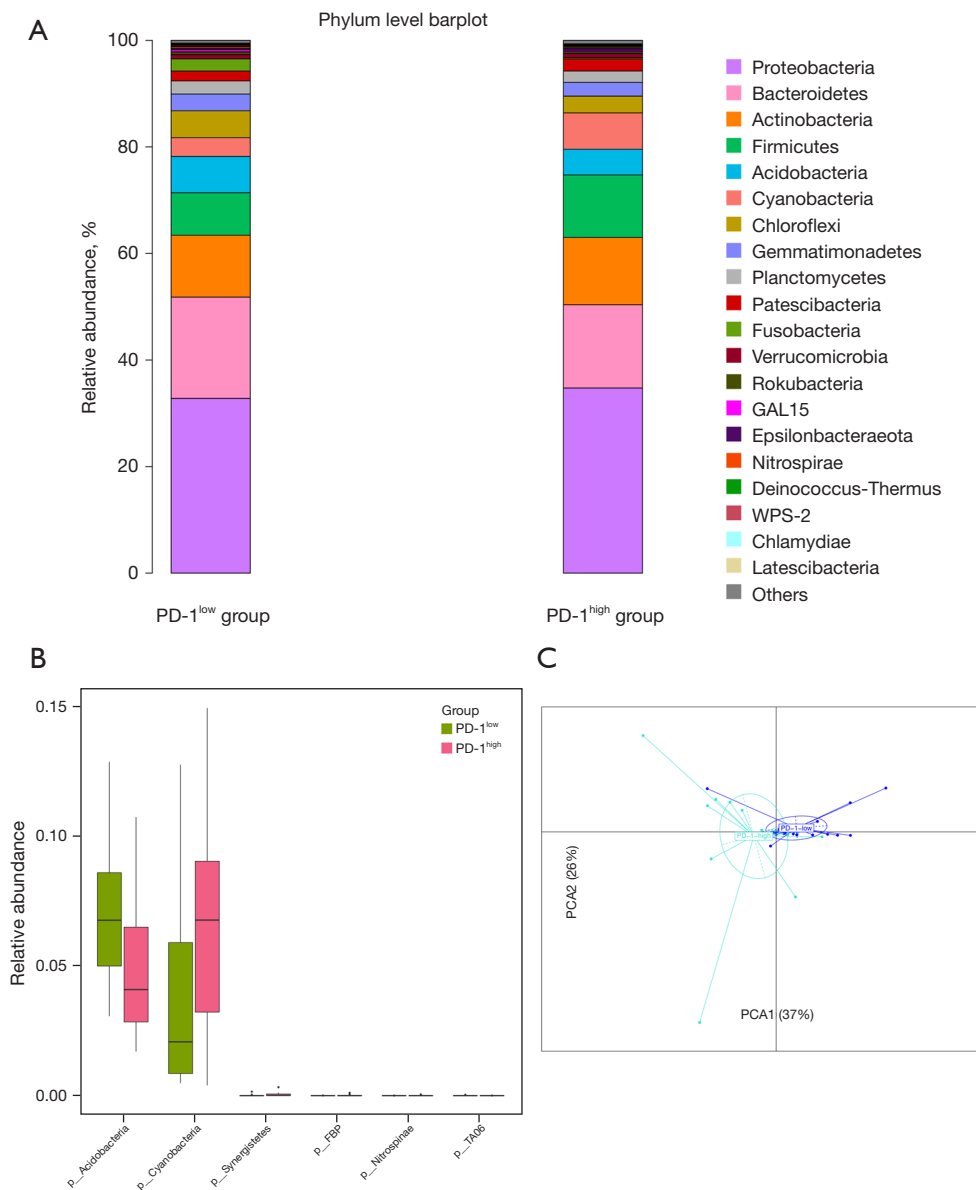 A
Phylum level barplot
100
80
60
40
20
0
Relative abundance, %
PD-1low group
PD-1high group
Proteobacteria
Bacteroidetes
Actinobacteria
Firmicutes
Acidobacteria
Cyanobacteria
Chloroflexi
Gemmatimonadetes
Planctomycetes
Patescibacteria
Fusobacteria
Verrucomicrobia
Rokubacteria
GAL15
Epsilonbacteraeota
Nitrospirae
Deinococcus-Thermus
WPS-2
Chlamydiae
Latescibacteria
Others
B
0.15
0.10
0.05
0.00
Relative abundance
Group
PD-1low
PD-1high
p__Acidobacteria
p__Cyanobacteria
p__Synergistetes
p__FBP
p__Nitrospinae
p__TA06
C
PD-1-low
PD-1-high
PCA2 (26%)
PCA1 (37%)